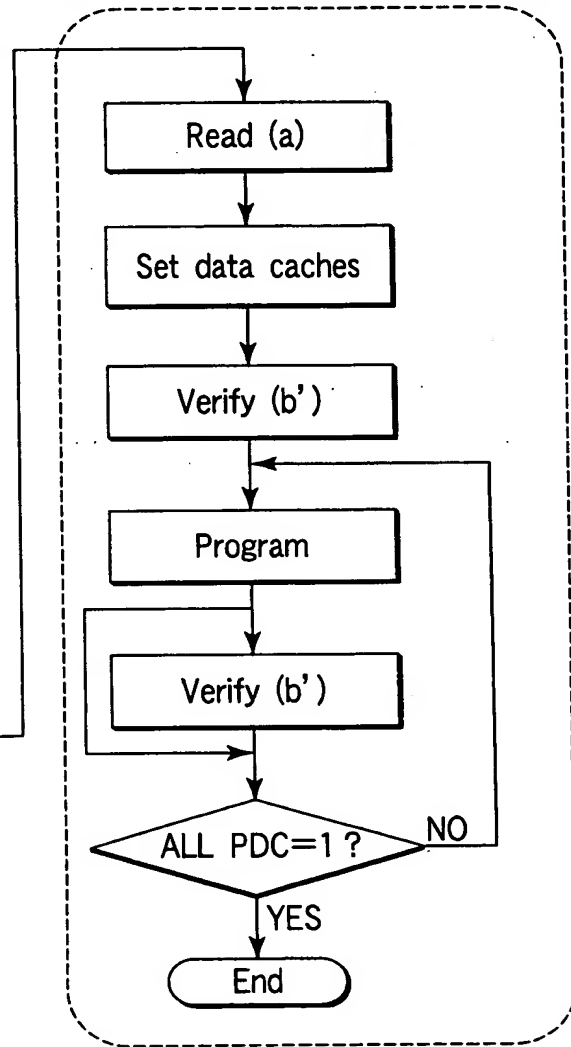 Read (a)
Set data caches
Verify (b')
Program
Verify (b')
ALL PDC=1 ?
NO
YES
End